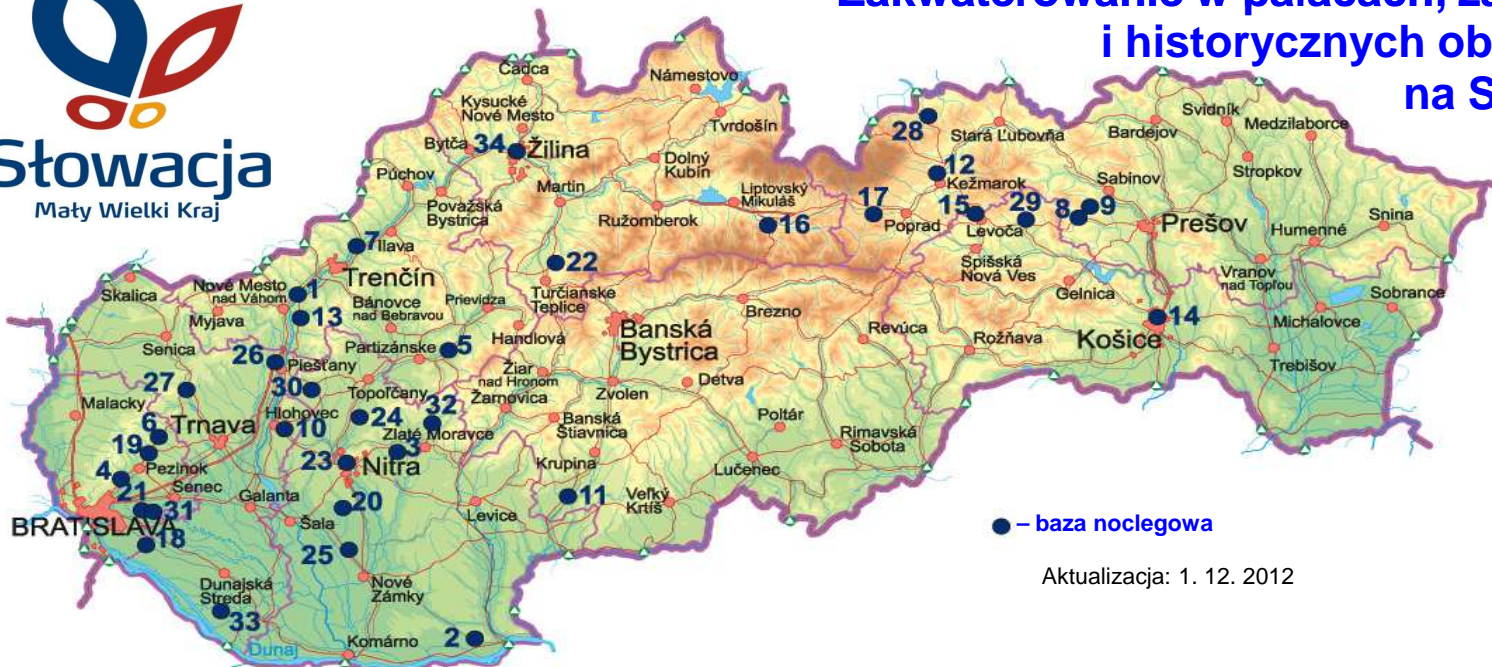 Zakwaterowanie w pałacach, za
i historycznych ob
na S
Słowacja
Mały Wielki Kraj
Čadca
Námestovo
Kysucké
Nové Mesto
Tvrdošín
28
Svidník
Stará Ľubovňa
Bardejov
Medzilaborce
Bytča
34
Žilina
Dolný
Kubín
12
Kežmarok
Sabinov
Stropkov
Púchov
Považská
Bystrica
Martin
Ružomberok
Liptovský
Mikuláš
16
17
Poprad
15
Levoča
29
8
9
Prešov
Snina
Humenné
7
Ilava
Trenčín
22
Turčianske
Teplice
Spišská
Nová Ves
Gelnica
Vranov
nad Topľou
Sobrance
Skalica
Nové Mesto
nad Váhom
1
13
Myjava
Bánovce
nad Bebravou
Prievidza
Handlová
Banská
Bystrica
Brezno
Revúca
Rožňava
14
Košice
Michalovce
Senica
26
Piešťany
Partizánske
5
Žiar
nad Hronom
Zvolen
Detva
Trebišov
27
30
Topoľčany
Žarnovica
Malacky
Hlohovec
24
32
Banská
Štiavnica
Poltár
6
Trnava
10
Zlaté Moravce
3
Rimavská
Sobota
19
Pezinok
23
Nitra
Krupina
Lučenec
4
21
Senec
Galanta
20
11
Veľký
Krtíš
BRATISLAVA
31
Šala
Levice
18
25
– baza noclegowa
Dunajská
Streda
Nové
Zámky
Aktualizacja: 1. 12. 2012
33
Dunaj
Komárno
2